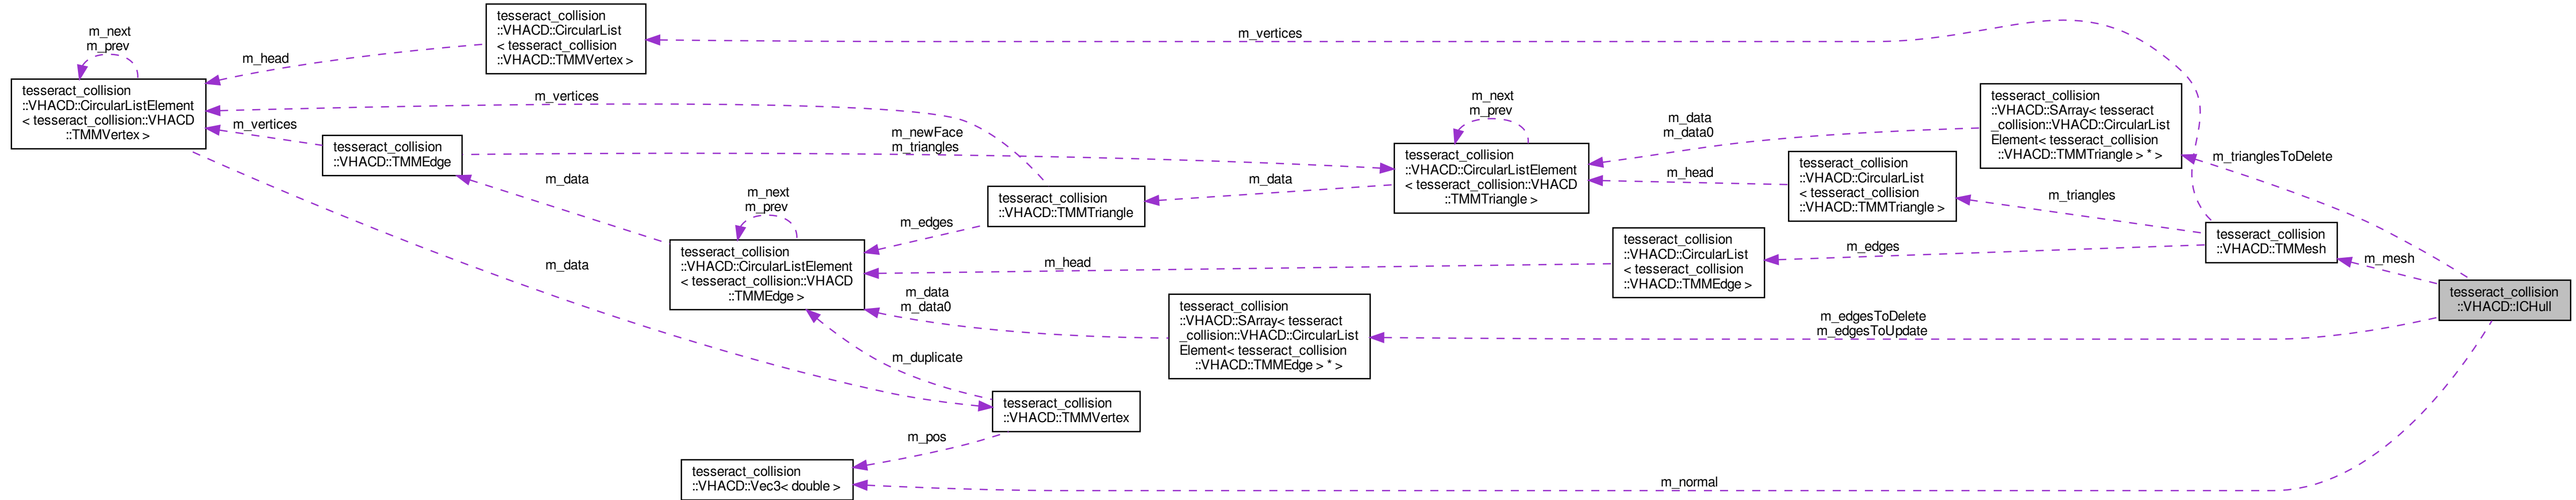 tesseract_collision
::VHACD::CircularList
< tesseract_collision
::VHACD::TMMVertex >
m_vertices
m_next
m_prev
m_head
tesseract_collision
::VHACD::CircularListElement
< tesseract_collision::VHACD
::TMMVertex >
m_vertices
m_vertices
tesseract_collision
::VHACD::TMMEdge
m_newFace
m_triangles
m_next
m_prev
tesseract_collision
::VHACD::CircularListElement
< tesseract_collision::VHACD
::TMMTriangle >
m_data
m_data0
tesseract_collision
::VHACD::SArray< tesseract
_collision::VHACD::CircularList
Element< tesseract_collision
::VHACD::TMMTriangle > * >
m_trianglesToDelete
m_head
tesseract_collision
::VHACD::CircularList
< tesseract_collision
::VHACD::TMMTriangle >
m_triangles
m_data
m_data
tesseract_collision
::VHACD::TMMTriangle
m_next
m_prev
m_edges
tesseract_collision
::VHACD::CircularListElement
< tesseract_collision::VHACD
::TMMEdge >
m_head
tesseract_collision
::VHACD::CircularList
< tesseract_collision
::VHACD::TMMEdge >
m_edges
tesseract_collision
::VHACD::TMMesh
m_mesh
tesseract_collision
::VHACD::ICHull
m_data
m_data
m_data0
tesseract_collision
::VHACD::SArray< tesseract
_collision::VHACD::CircularList
Element< tesseract_collision
::VHACD::TMMEdge > * >
m_edgesToDelete
m_edgesToUpdate
m_duplicate
tesseract_collision
::VHACD::TMMVertex
m_pos
tesseract_collision
::VHACD::Vec3< double >
m_normal